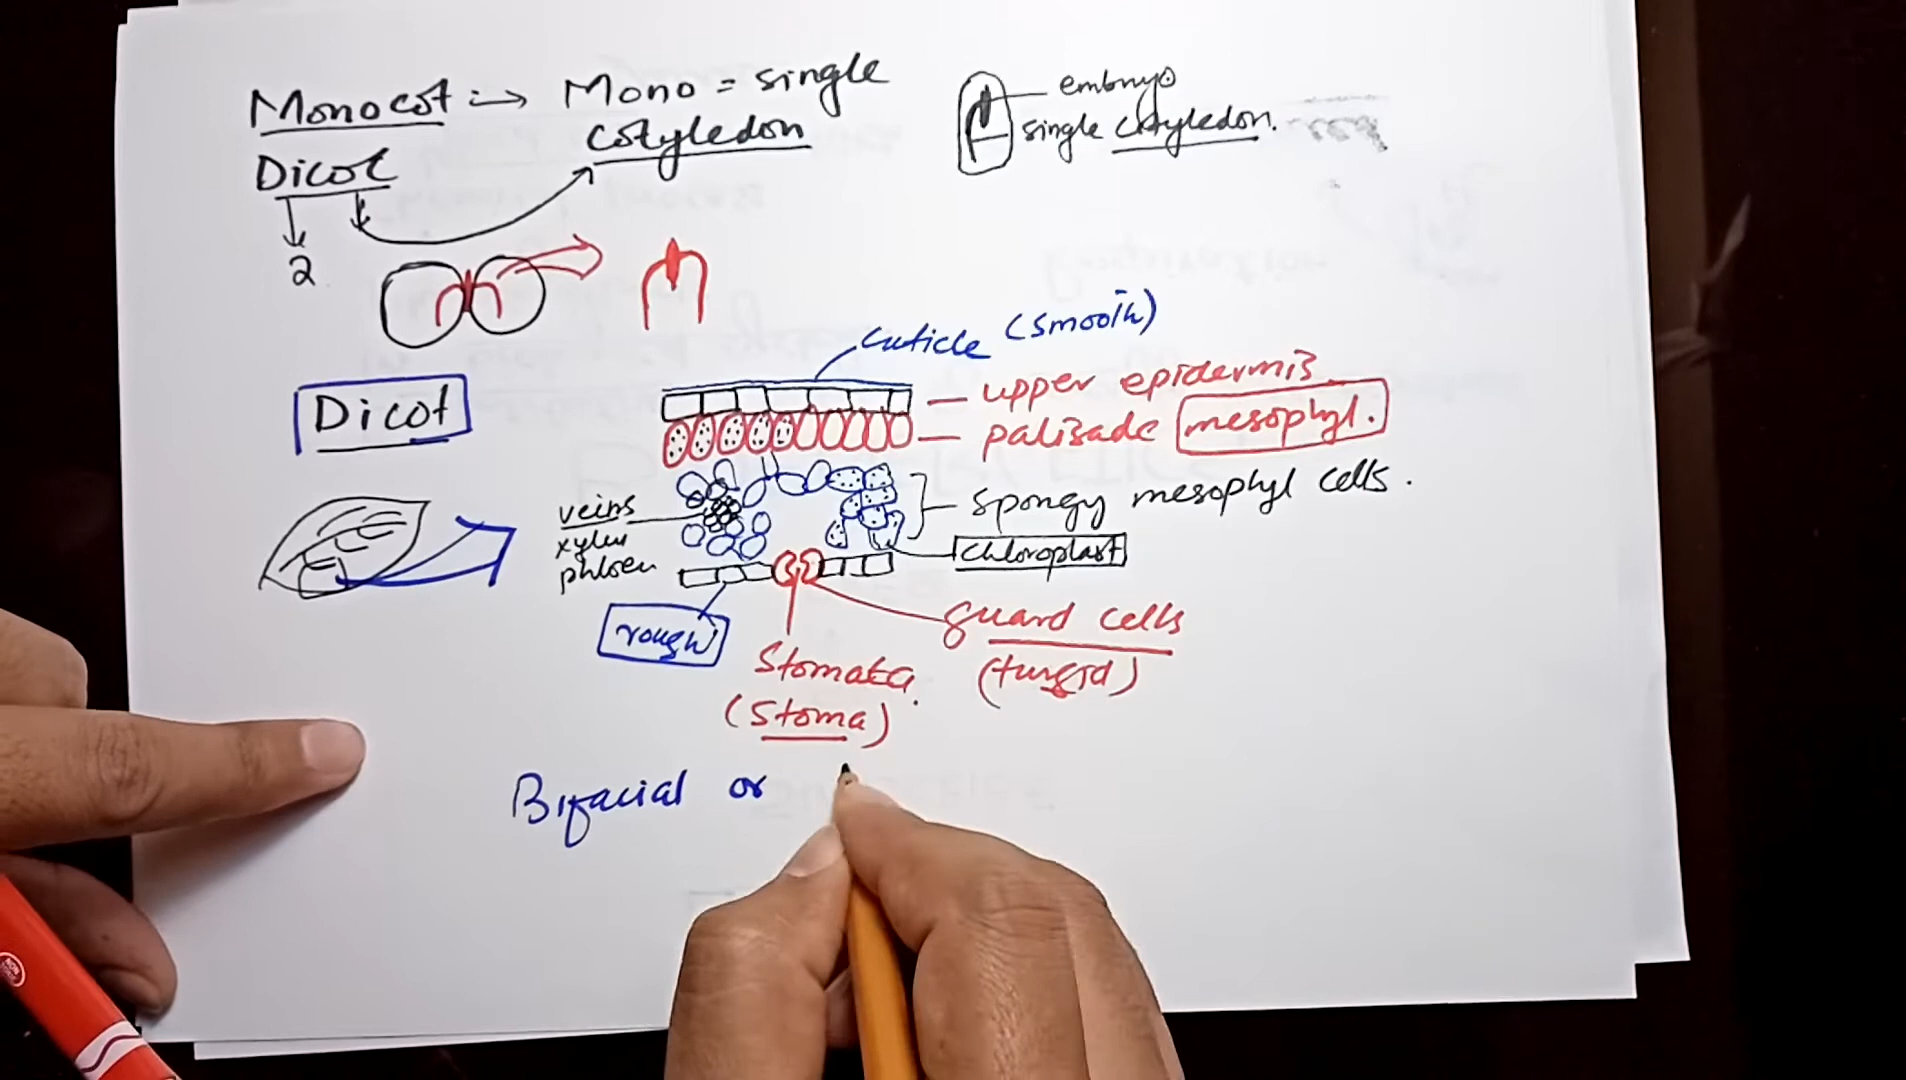 Monocot :→ Mono = single
cotyledon
Dicot
2
embryo
single cotyledon.
cuticle (smooth)
Dicot
upper epidermis
palisade mesophyl.
veins
xylem
phloem
spongy mesophyl cells.
chloroplast
rough
guard cells
(turgid)
Stomata.
(Stoma)
Bifacial or